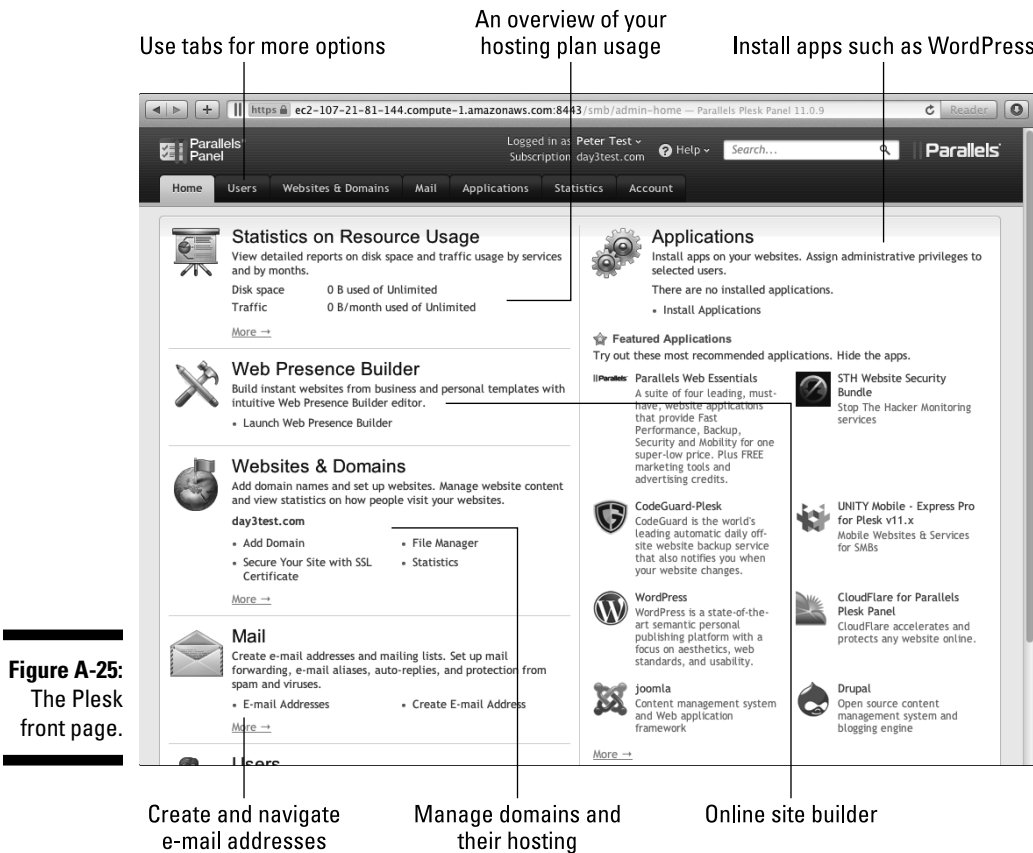 Use tabs for more options
An overview of your
hosting plan usage
Install apps such as WordPress
https ec2-107-21-81-144.compute-1.amazonaws.com:8443/smb/admin-home — Parallels Plesk Panel 11.0.9
Reader
Parallels
Panel
Logged in as Peter Test
Subscription day3test.com
Help
Search...
Parallels
Home Users Websites & Domains Mail Applications Statistics Account
Statistics on Resource Usage
View detailed reports on disk space and traffic usage by services
and by months.
Disk space 0 B used of Unlimited
Traffic 0 B/month used of Unlimited
More →
Web Presence Builder
Build instant websites from business and personal templates with
intuitive Web Presence Builder editor.
▪ Launch Web Presence Builder
Websites & Domains
Add domain names and set up websites. Manage website content
and view statistics on how people visit your websites.
day3test.com
▪ Add Domain
▪ File Manager
▪ Secure Your Site with SSL
Certificate
▪ Statistics
More →
Mail
Create e-mail addresses and mailing lists. Set up mail
forwarding, e-mail aliases, auto-replies, and protection from
spam and viruses.
▪ E-mail Addresses
▪ Create E-mail Address
More →
Users
Applications
Install apps on your websites. Assign administrative privileges to
selected users.
There are no installed applications.
▪ Install Applications
Featured Applications
Try out these most recommended applications. Hide the apps.
Parallels
Parallels Web Essentials
A suite of four leading, must-
have, website applications
that provide Fast
Performance, Backup,
Security and Mobility for one
super-low price. Plus FREE
marketing tools and
advertising credits.
STH Website Security
Bundle
Stop The Hacker Monitoring
services
CodeGuard-Plesk
CodeGuard is the world's
leading automatic daily off-
site website backup service
that also notifies you when
your website changes.
UNITY Mobile - Express Pro
for Plesk v11.x
Mobile Websites & Services
for SMBs
WordPress
WordPress is a state-of-the-
art semantic personal
publishing platform with a
focus on aesthetics, web
standards, and usability.
CloudFlare for Parallels
Plesk Panel
CloudFlare accelerates and
protects any website online.
joomla
Content management system
and Web application
framework
Drupal
Open source content
management system and
blogging engine
More →
Figure A-25:
The Plesk
front page.
Create and navigate
e-mail addresses
Manage domains and
their hosting
Online site builder